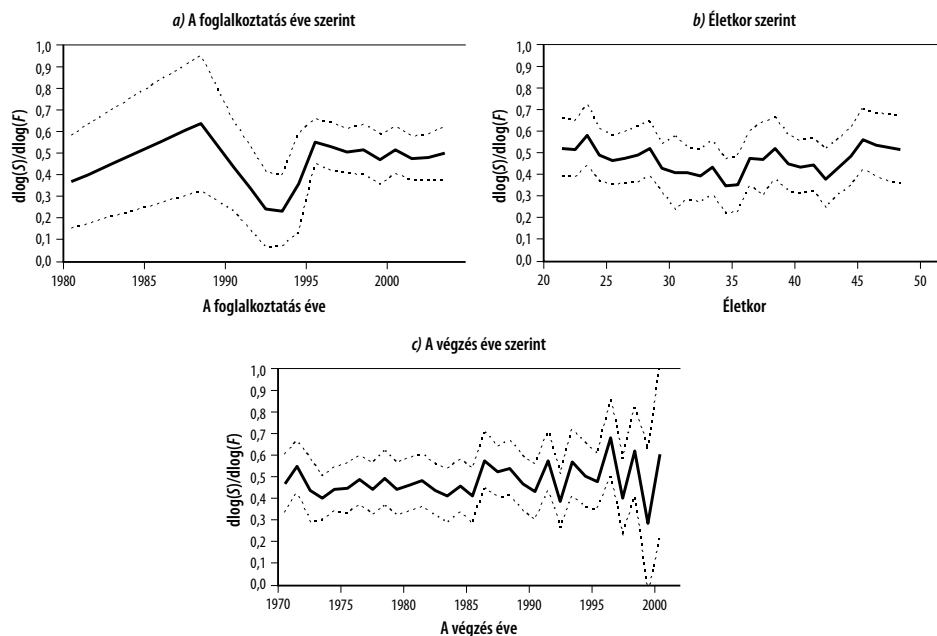 a) A foglalkoztatás éve szerint
dlog(S)/dlog(F)
1,0
0,9
0,8
0,7
0,6
0,5
0,4
0,3
0,2
0,1
0,0
1980 1985 1990 1995 2000
A foglalkoztatás éve
b) Életkor szerint
dlog(S)/dlog(F)
1,0
0,9
0,8
0,7
0,6
0,5
0,4
0,3
0,2
0,1
0,0
20 25 30 35 40 45 50
Életkor
c) A végzés éve szerint
dlog(S)/dlog(F)
1,0
0,9
0,8
0,7
0,6
0,5
0,4
0,3
0,2
0,1
0,0
1970 1975 1980 1985 1990 1995 2000
A végzés éve